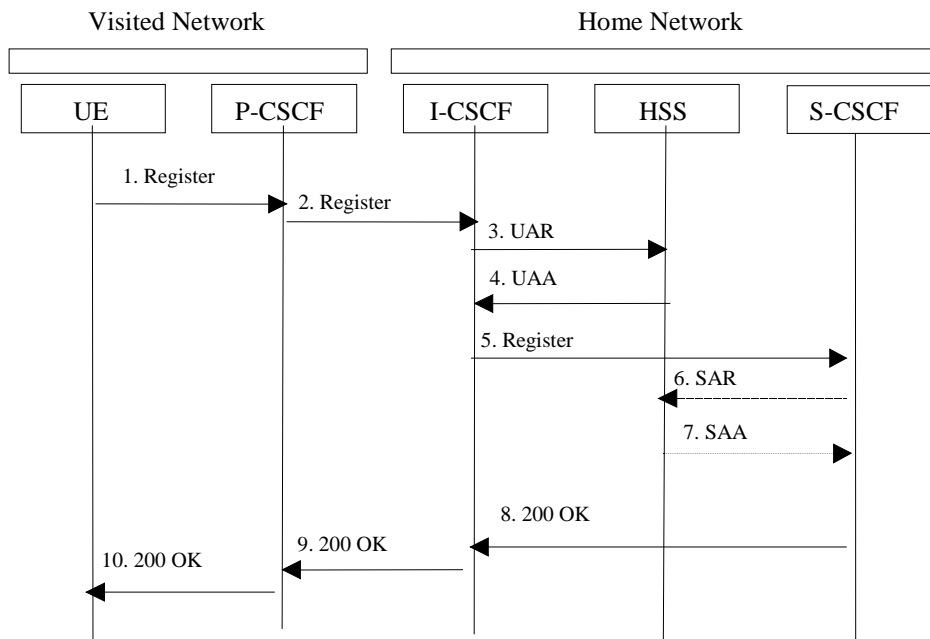 Visited Network
Home Network
UE
P-CSCF
I-CSCF
HSS
S-CSCF
1. Register
2. Register
3. UAR
4. UAA
5. Register
6. SAR
7. SAA
8. 200 OK
9. 200 OK
10. 200 OK